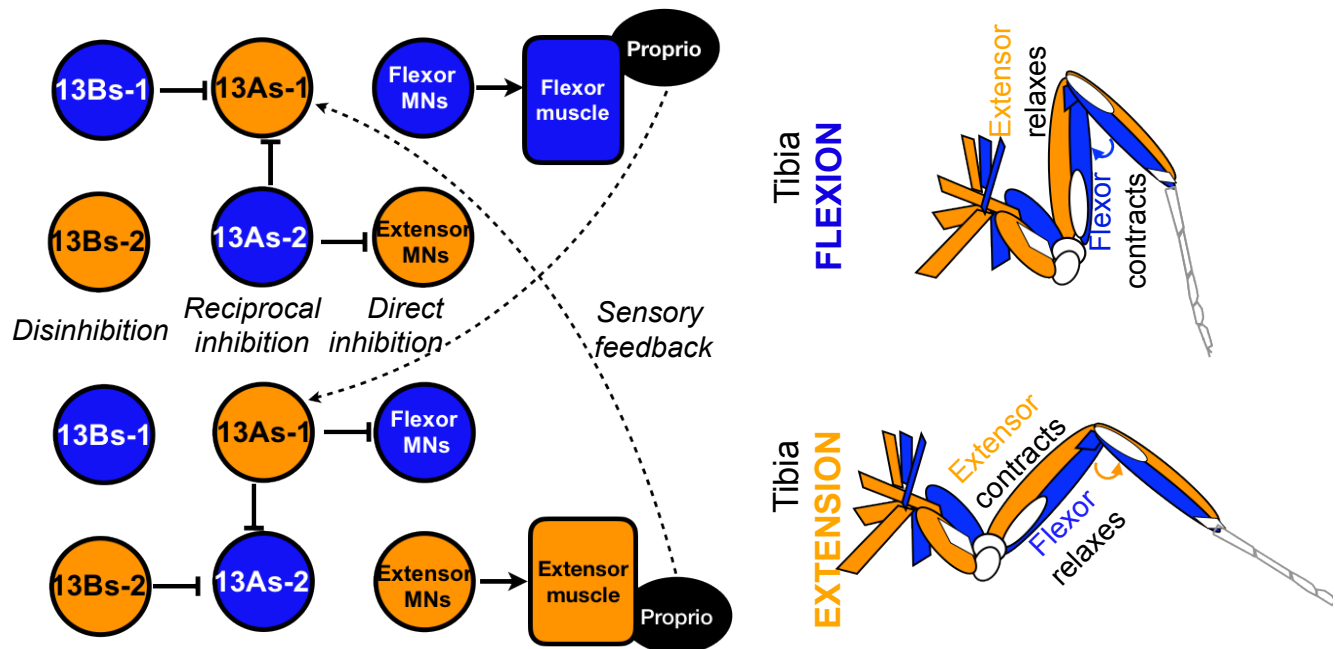 13Bs-1
13As-1
Flexor
MNs
Flexor
muscle
Proprio
13Bs-2
13As-2
Extensor
MNs
Disinhibition
Reciprocal
inhibition
Direct
inhibition
Sensory
feedback
13Bs-1
13As-1
Flexor
MNs
13Bs-2
13As-2
Extensor
MNs
Extensor
muscle
Proprio
Tibia
FLEXION
Extensor
relaxes
Flexor
contracts
Tibia
EXTENSION
Extensor
contracts
Flexor
relaxes